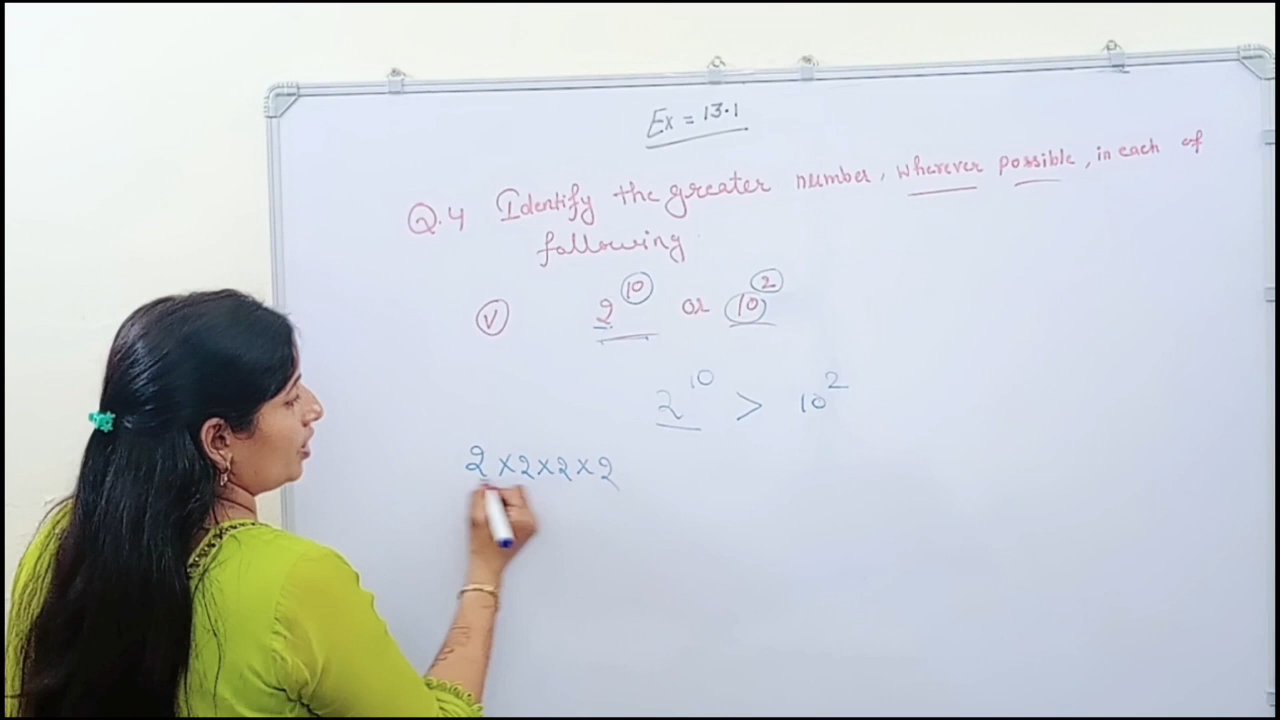 Ex = 13.1
Q.4 Identify the greater number, wherever possible, in each of
following
(v) 2^10 or 10^2
2^10 > 10^2
2 × 2 × 2 × 2